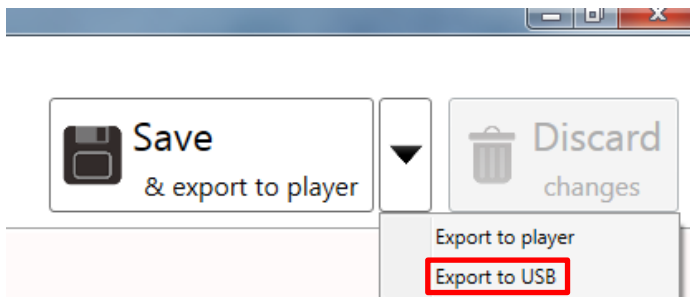 Save
& export to player
Discard
changes
Export to player
Export to USB